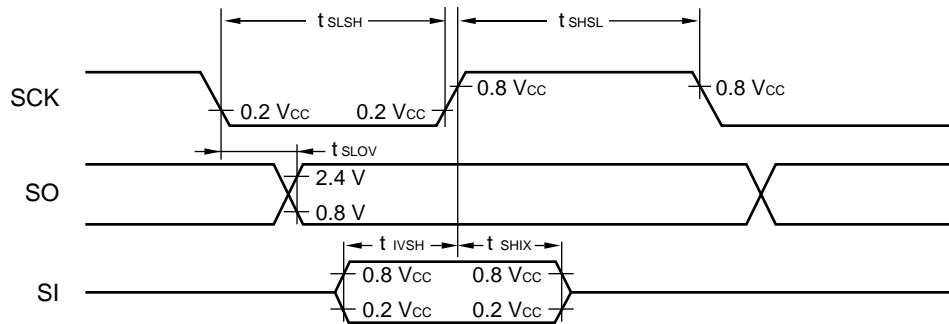 t SLSH
t SHSL
SCK
0.8 VCC
0.8 VCC
0.2 VCC
0.2 VCC
t SLOV
SO
2.4 V
0.8 V
t IVSH
t SHIX
SI
0.8 VCC
0.8 VCC
0.2 VCC
0.2 VCC